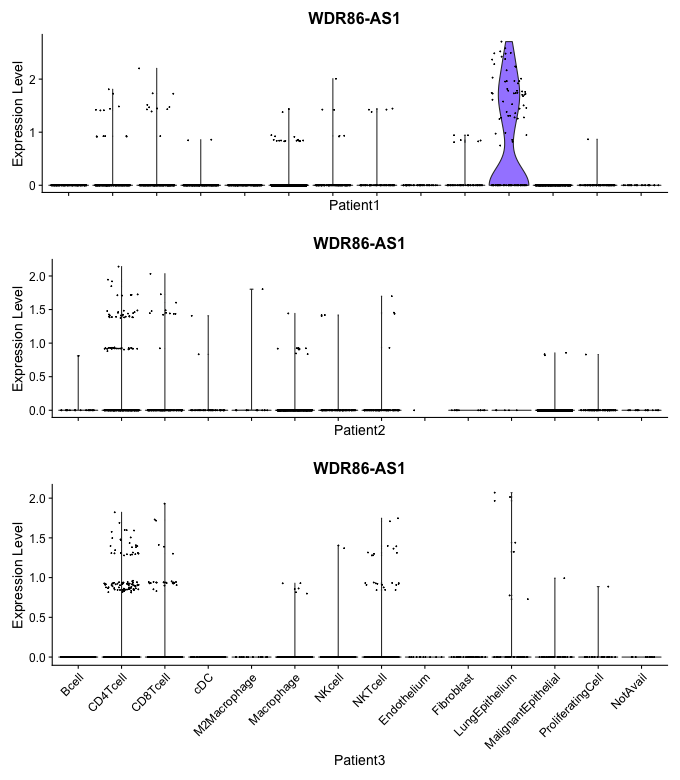 WDR86-AS1
Expression Level
2
1
0
Patient1
WDR86-AS1
Expression Level
2.0
1.5
1.0
0.5
0.0
Patient2
WDR86-AS1
Expression Level
2.0
1.5
1.0
0.5
0.0
Bcell
CD4Tcell
CD8Tcell
cDC
M2Macrophage
Macrophage
NKcell
NKTcell
Endothelium
Fibroblast
LungEpithelium
MalignantEpithelial
ProliferatingCell
NotAvail
Patient3